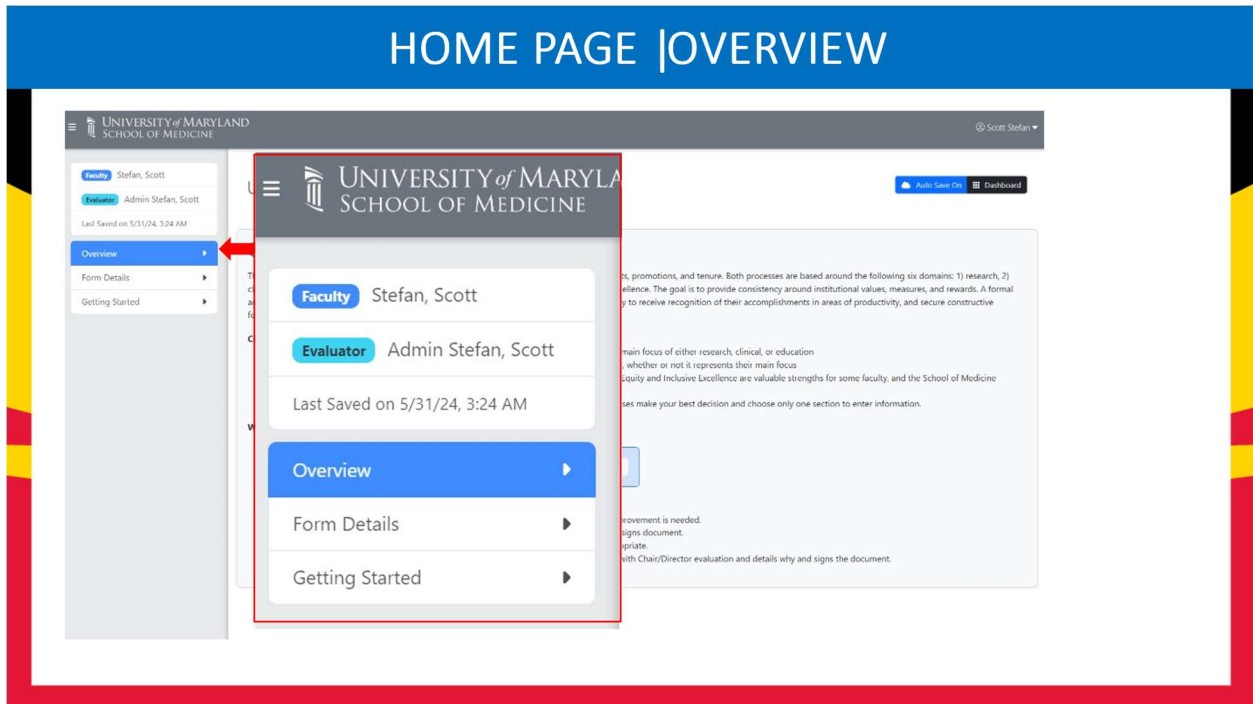 HOME PAGE |OVERVIEW
UNIVERSITY of MARYLAND
SCHOOL OF MEDICINE
Scott Stefan
Faculty Stefan, Scott
Evaluator Admin Stefan, Scott
Last Saved on 5/31/24, 3:24 AM
Overview
Form Details
Getting Started
Auto Save On
Dashboard
UNIVERSITY of MARYLA
SCHOOL OF MEDICINE
Faculty Stefan, Scott
Evaluator Admin Stefan, Scott
Last Saved on 5/31/24, 3:24 AM
Overview
Form Details
Getting Started
ts, promotions, and tenure. Both processes are based around the following six domains: 1) research, 2)
ellence. The goal is to provide consistency around institutional values, measures, and rewards. A formal
y to receive recognition of their accomplishments in areas of productivity, and secure constructive
main focus of either research, clinical, or education
, whether or not it represents their main focus
Equity and Inclusive Excellence are valuable strengths for some faculty, and the School of Medicine
ses make your best decision and choose only one section to enter information.
provement is needed.
signs document.
opriate.
with Chair/Director evaluation and details why and signs the document.